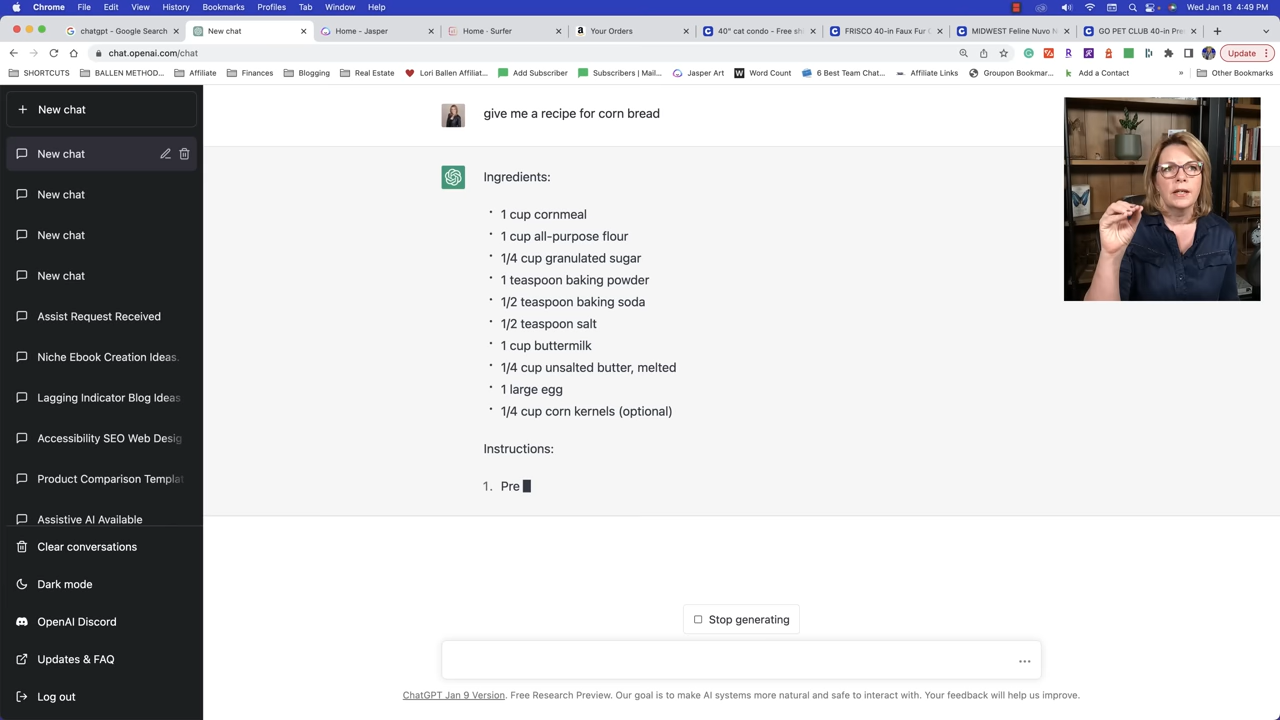 Chrome File Edit View History Bookmarks Profiles Tab Window Help Wed Jan 18 4:49 PM
chatgpt - Google Search New chat Home - Jasper Home · Surfer Your Orders 40" cat condo - Free sh FRISCO 40-in Faux Fur C MIDWEST Feline Nuvo N GO PET CLUB 40-in Pre
chat.openai.com/chat Update
SHORTCUTS BALLEN METHOD... Affiliate Finances Blogging Real Estate Lori Ballen Affiliat... Add Subscriber Subscribers | Mail... Jasper Art Word Count 6 Best Team Chat... Affiliate Links Groupon Bookmar... Add a Contact » Other Bookmarks
New chat
New chat
New chat
New chat
New chat
Assist Request Received
Niche Ebook Creation Ideas.
Lagging Indicator Blog Ideas
Accessibility SEO Web Desig
Product Comparison Templat
Assistive AI Available
Clear conversations
Dark mode
OpenAI Discord
Updates & FAQ
Log out
give me a recipe for corn bread
Ingredients:
• 1 cup cornmeal
• 1 cup all-purpose flour
• 1/4 cup granulated sugar
• 1 teaspoon baking powder
• 1/2 teaspoon baking soda
• 1/2 teaspoon salt
• 1 cup buttermilk
• 1/4 cup unsalted butter, melted
• 1 large egg
• 1/4 cup corn kernels (optional)
Instructions:
1. Pre
Stop generating
ChatGPT Jan 9 Version. Free Research Preview. Our goal is to make AI systems more natural and safe to interact with. Your feedback will help us improve.